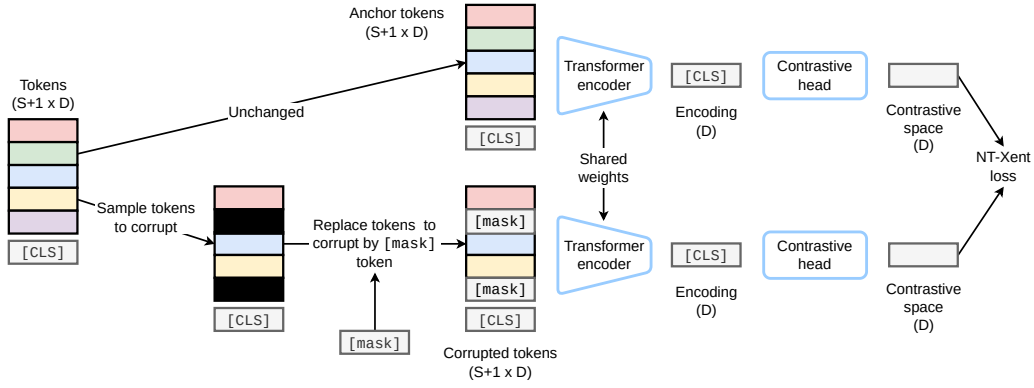 Anchor tokens
(S+1 x D)
Tokens
(S+1 x D)
Unchanged
[CLS]
[CLS]
Transformer
encoder
[CLS]
Encoding
(D)
Contrastive
head
Contrastive
space
(D)
Shared
weights
NT-Xent
loss
Sample tokens
to corrupt
[CLS]
Replace tokens to
corrupt by [mask]
token
[mask]
[mask]
[mask]
[CLS]
Corrupted tokens
(S+1 x D)
Transformer
encoder
[CLS]
Encoding
(D)
Contrastive
head
Contrastive
space
(D)